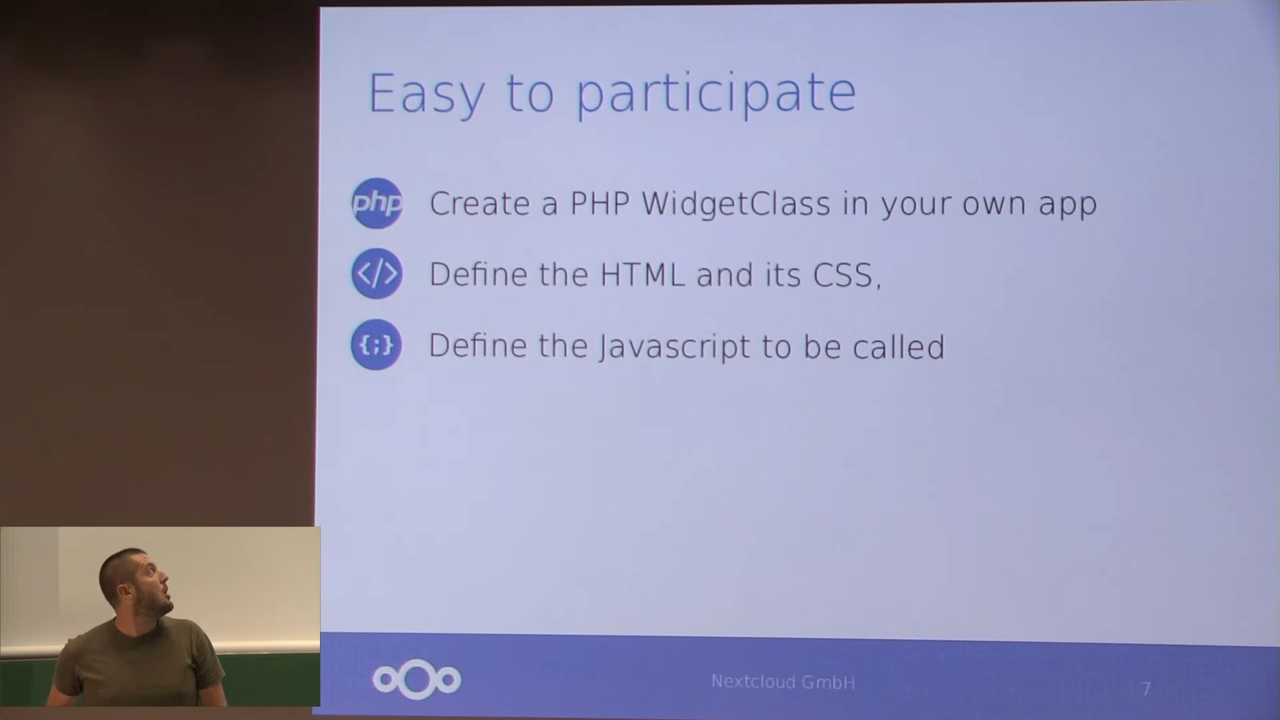 Easy to participate
php Create a PHP WidgetClass in your own app
</> Define the HTML and its CSS,
{;} Define the Javascript to be called
Nextcloud GmbH
7